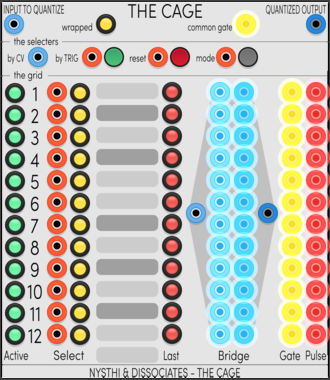 INPUT TO QUANTIZE THE CAGE QUANTIZED OUTPUT
wrapped common gate
the selectors
by CV by TRIG reset mode
the grid
1
2
3
4
5
6
7
8
9
10
11
12
Active Select Last Bridge Gate Pulse
NYSTHI & DISSOCIATES - THE CAGE